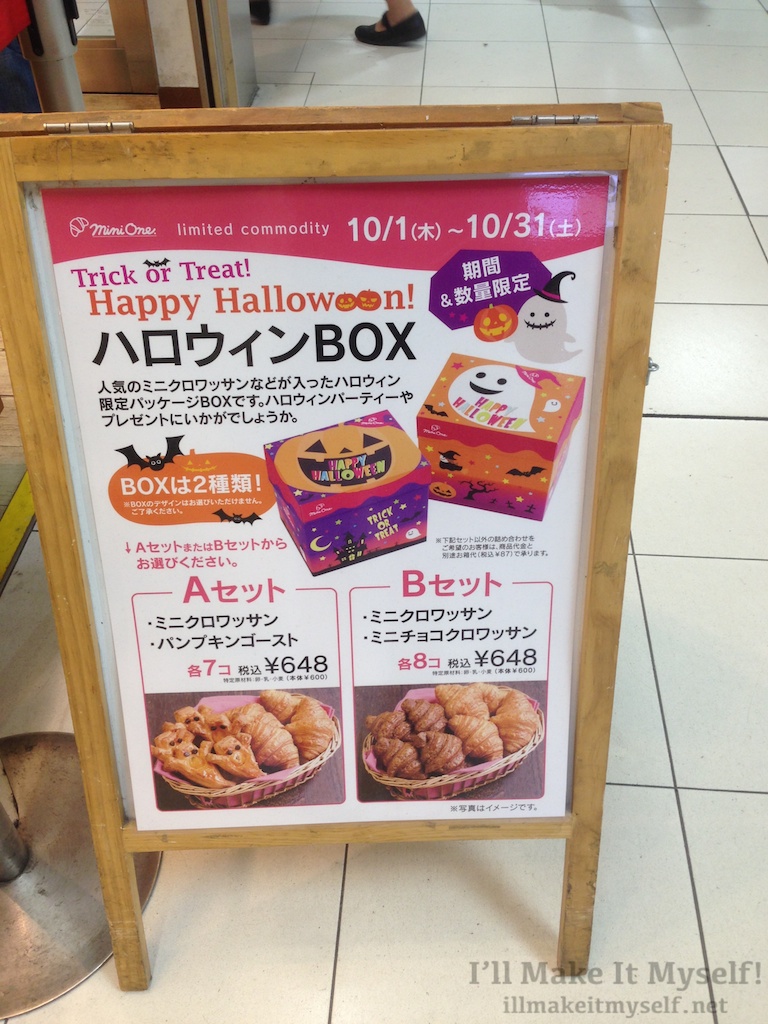 Mini One
limited commodity 10/1(木)~10/31(土)
Trick or Treat!
Happy Halloween!
期間
&数量限定
ハロウィンBOX
人気のミニクロワッサンなどが入ったハロウィン
限定パッケージBOXです。ハロウィンパーティーや
プレゼントにいかがでしょうか。
BOXは2種類!
※BOXのデザインはお選びいただけません。
ご了承ください。
HAPPY
HALLOWEEN
TRICK
OR
TREAT
Mini One
HAPPY
HALLOWEEN
Mini One
↓AセットまたはBセットから
お選びください。
※下記セット以外の詰め合わせを
ご希望のお客様は、商品代金と
別途お箱代(税込¥87)で承ります。
Aセット
・ミニクロワッサン
・パンプキンゴースト
各7コ 税込¥648
特定原材料:卵・乳・小麦 (本体¥600)
Bセット
・ミニクロワッサン
・ミニチョコクロワッサン
各8コ 税込¥648
特定原材料:卵・乳・小麦 (本体¥600)
※写真はイメージです。
I'll Make It Myself!
illmakeitmyself.net